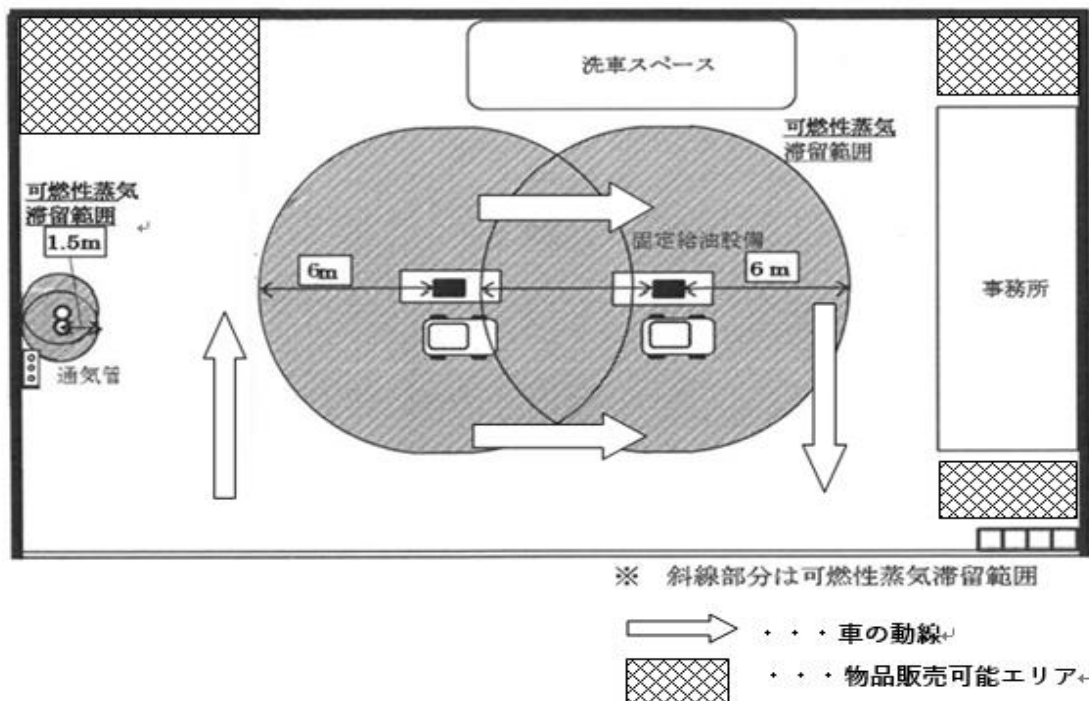 洗車スペース
可燃性蒸気
滞留範囲
可燃性蒸気
滞留範囲
1.5m
固定給油設備
6m
6m
事務所
通気管
※ 斜線部分は可燃性蒸気滞留範囲
・・・車の動線
・・・物品販売可能エリア